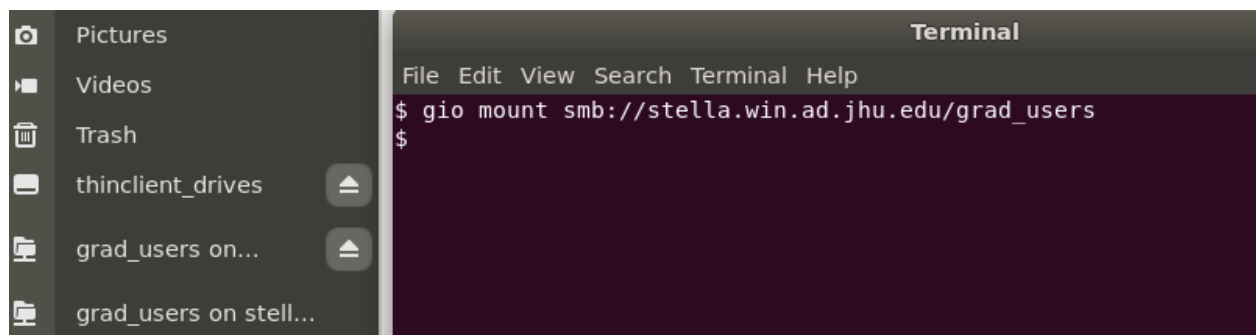 Pictures
Videos
Trash
thinclient_drives
grad_users on...
grad_users on stell...
Terminal
File Edit View Search Terminal Help
$ gio mount smb://stella.win.ad.jhu.edu/grad_users
$